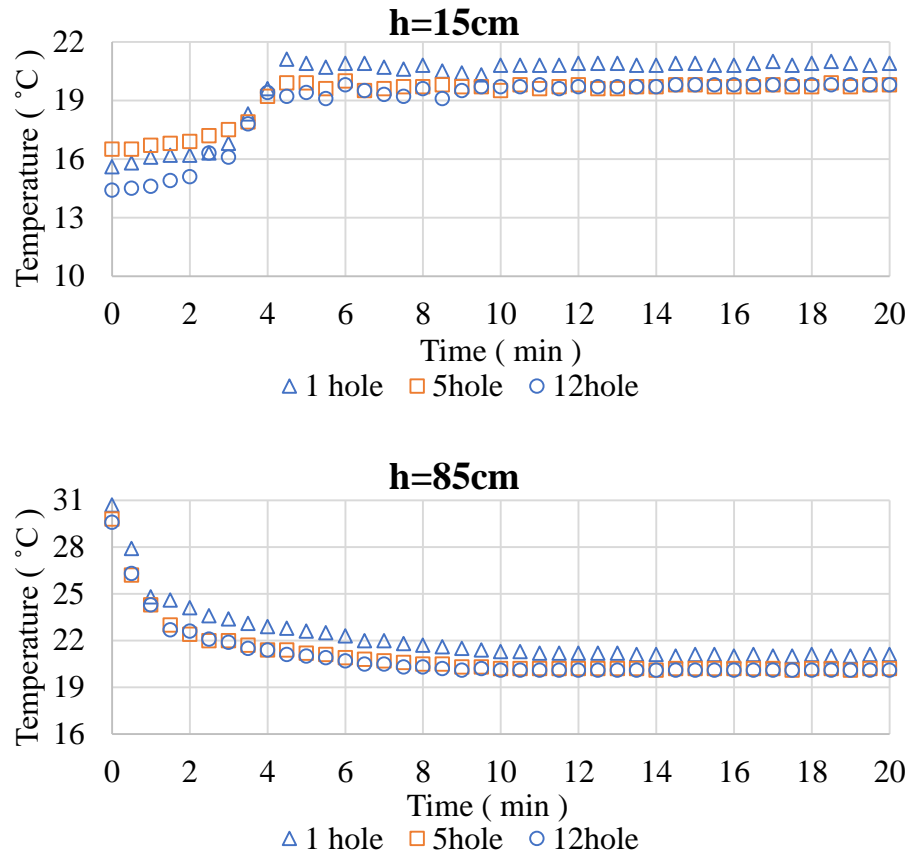 h=15cm
22
19
16
13
10
Temperature ( ˚C )
0 2 4 6 8 10 12 14 16 18 20
Time ( min )
1 hole 5hole 12hole
h=85cm
31
28
25
22
19
16
Temperature ( ˚C )
0 2 4 6 8 10 12 14 16 18 20
Time ( min )
1 hole 5hole 12hole